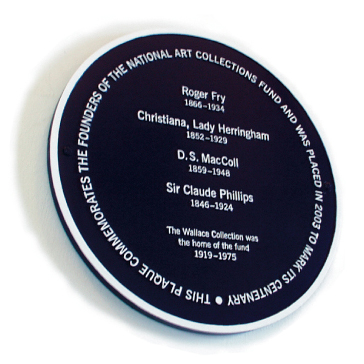 THIS PLAQUE COMMEMORATES THE FOUNDERS OF THE NATIONAL ART COLLECTIONS FUND AND WAS PLACED IN 2003 TO MARK ITS CENTENARY
Roger Fry
1866–1934
Christiana, Lady Herringham
1852–1929
D.S. MacColl
1859–1948
Sir Claude Phillips
1846–1924
The Wallace Collection was
the home of the fund
1919–1975